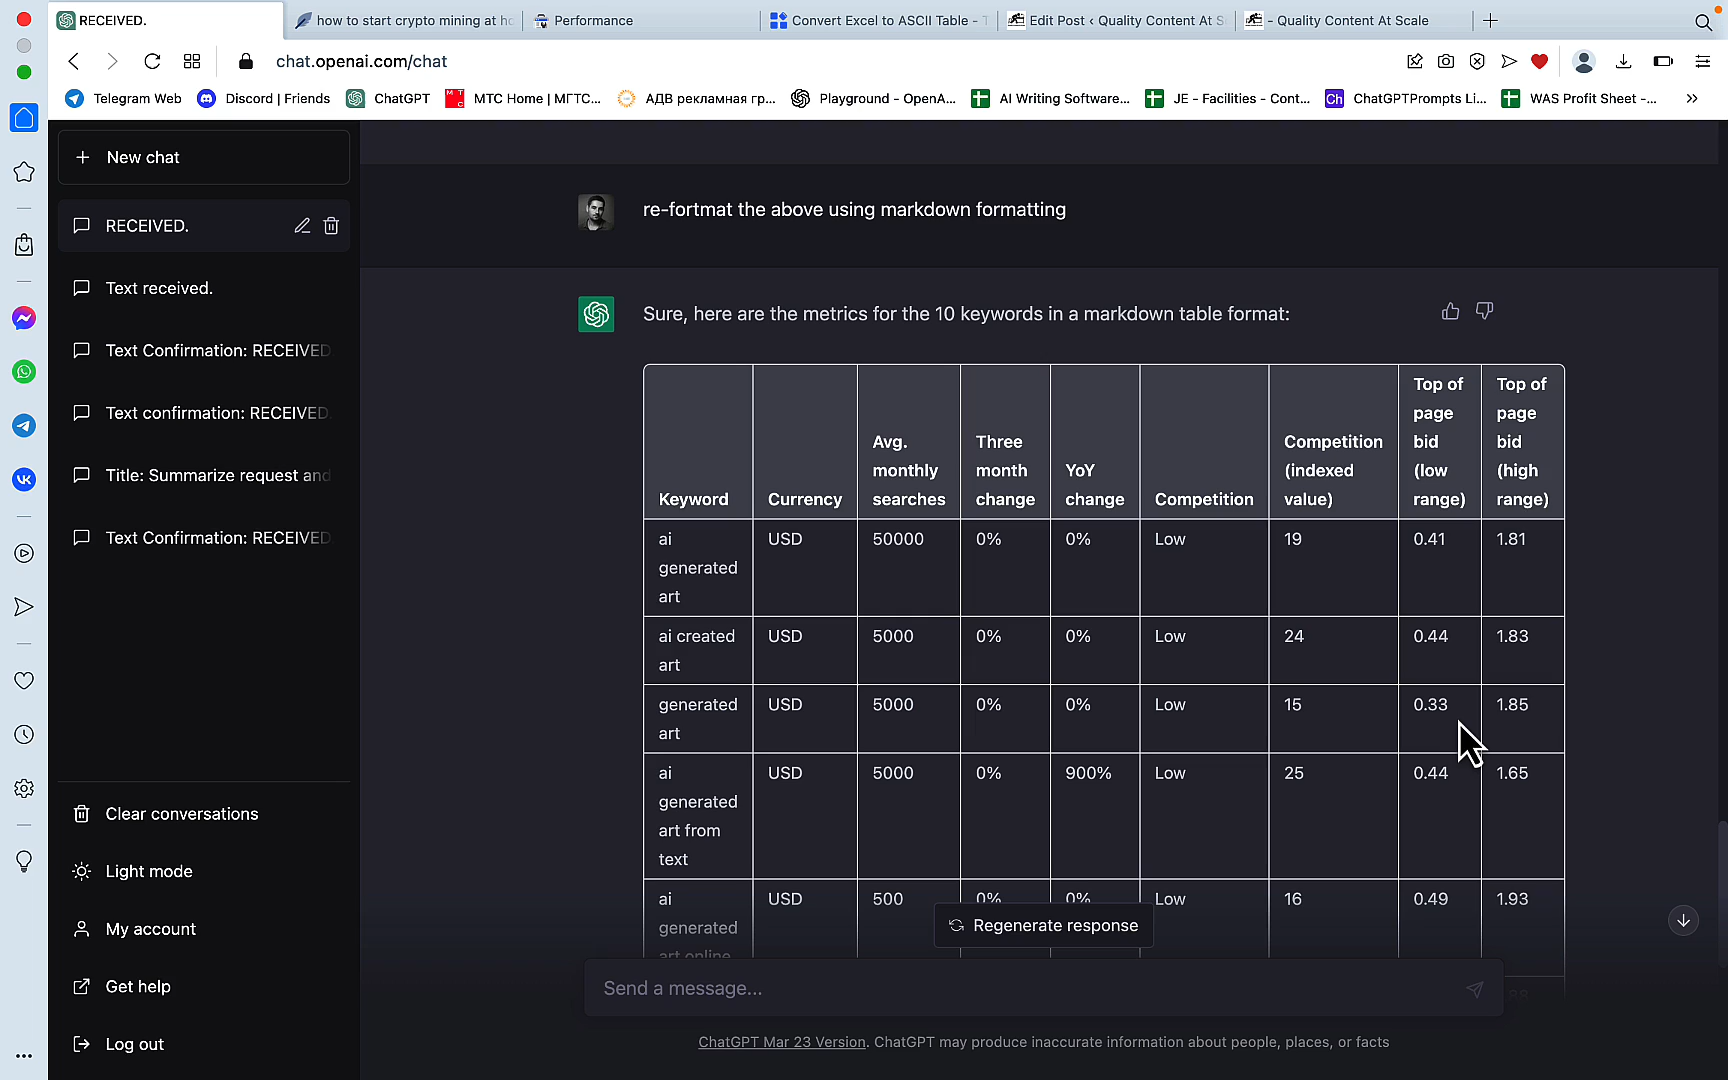 RECEIVED.
how to start crypto mining at ho
Performance
Convert Excel to ASCII Table - T
Edit Post ‹ Quality Content At S
- Quality Content At Scale
chat.openai.com/chat
Telegram Web
Discord | Friends
ChatGPT
МТС Home | МГТС...
АДВ рекламная гр...
Playground - OpenA...
AI Writing Software...
JE - Facilities - Cont...
Ch
ChatGPTPrompts Li...
WAS Profit Sheet -...
New chat
RECEIVED.
Text received.
Text Confirmation: RECEIVED
Text confirmation: RECEIVED.
Title: Summarize request and
Text Confirmation: RECEIVED
Clear conversations
Light mode
My account
Get help
Log out
re-fortmat the above using markdown formatting
Sure, here are the metrics for the 10 keywords in a markdown table format:
Keyword Currency Avg. monthly searches Three month change YoY change Competition Competition (indexed value) Top of page bid (low range) Top of page bid (high range)
ai generated art USD 50000 0% 0% Low 19 0.41 1.81
ai created art USD 5000 0% 0% Low 24 0.44 1.83
generated art USD 5000 0% 0% Low 15 0.33 1.85
ai generated art from text USD 5000 0% 900% Low 25 0.44 1.65
ai generated art online USD 500 0% 0% Low 16 0.49 1.93
Regenerate response
Send a message...
ChatGPT Mar 23 Version. ChatGPT may produce inaccurate information about people, places, or facts